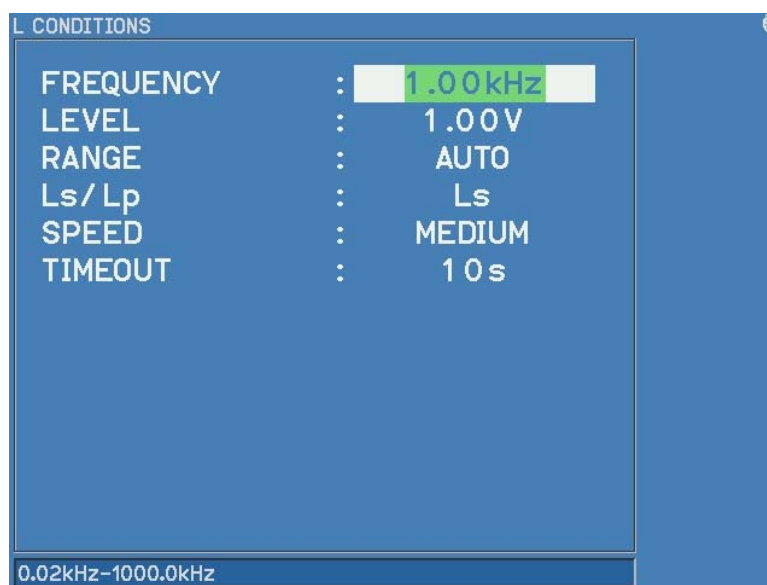 L CONDITIONS
FREQUENCY : 1.00kHz
LEVEL : 1.00V
RANGE : AUTO
Ls/Lp : Ls
SPEED : MEDIUM
TIMEOUT : 10s
0.02kHz-1000.0kHz